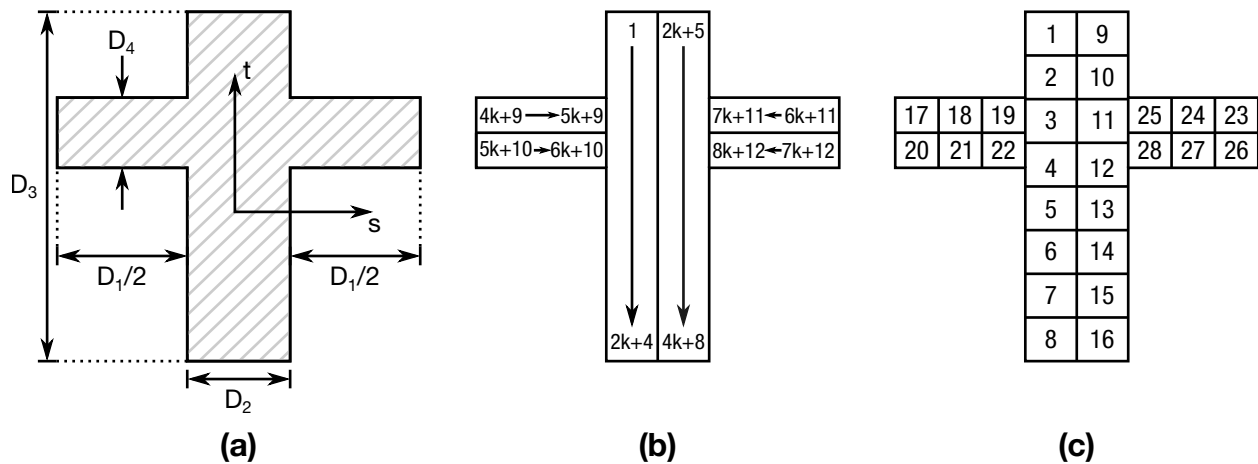 D4
t
D3
s
D1/2
D1/2
D2
(a)
1
2k+5
4k+9
5k+9
7k+11
6k+11
5k+10
6k+10
8k+12
7k+12
2k+4
4k+8
(b)
1 9
2 10
17 18 19 3 11 25 24 23
20 21 22 4 12 28 27 26
5 13
6 14
7 15
8 16
(c)